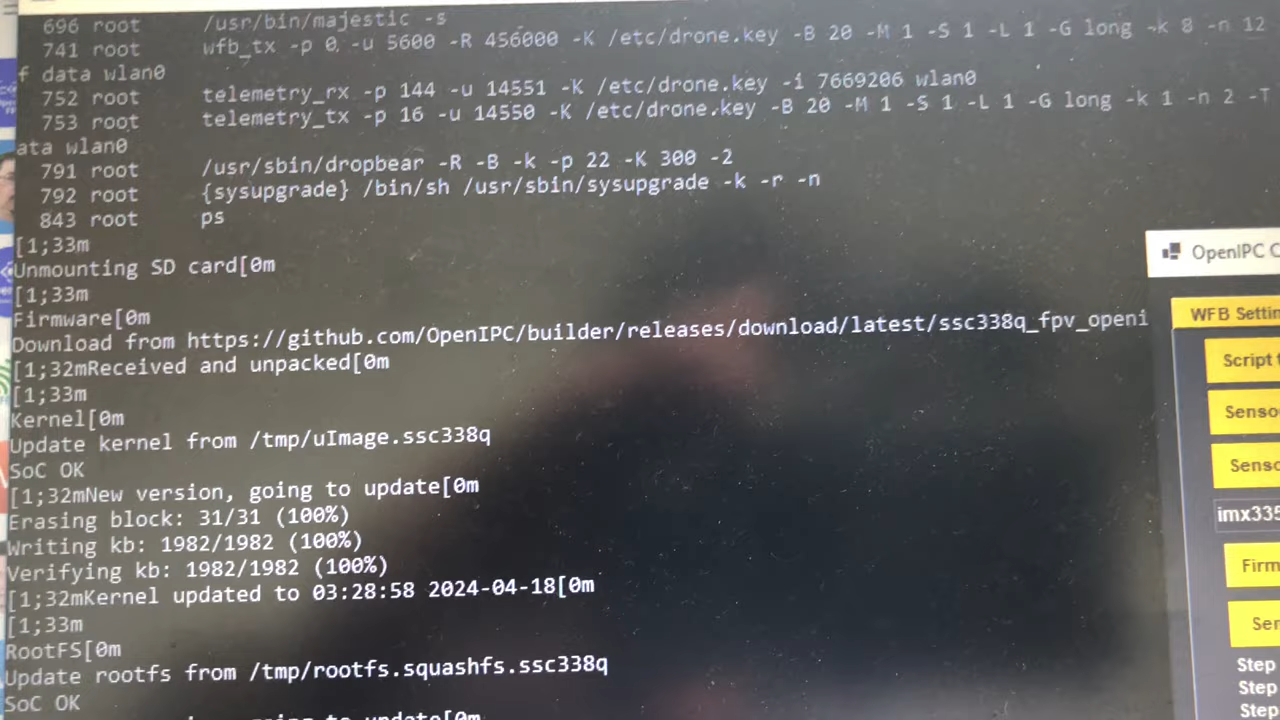 696 root /usr/bin/majestic -s
741 root wfb_tx -p 0 -u 5600 -R 456000 -K /etc/drone.key -B 20 -M 1 -S 1 -L 1 -G long -k 8 -n 12
f data wlan0
752 root telemetry_rx -p 144 -u 14551 -K /etc/drone.key -i 7669206 wlan0
753 root telemetry_tx -p 16 -u 14550 -K /etc/drone.key -B 20 -M 1 -S 1 -L 1 -G long -k 1 -n 2 -T
ata wlan0
791 root /usr/sbin/dropbear -R -B -k -p 22 -K 300 -2
792 root {sysupgrade} /bin/sh /usr/sbin/sysupgrade -k -r -n
843 root ps
[1;33m
Unmounting SD card[0m
[1;33m
Firmware[0m
Download from https://github.com/OpenIPC/builder/releases/download/latest/ssc338q_fpv_openi
[1;32mReceived and unpacked[0m
[1;33m
Kernel[0m
Update kernel from /tmp/uImage.ssc338q
SoC OK
[1;32mNew version, going to update[0m
Erasing block: 31/31 (100%)
Writing kb: 1982/1982 (100%)
Verifying kb: 1982/1982 (100%)
[1;32mKernel updated to 03:28:58 2024-04-18[0m
[1;33m
RootFS[0m
Update rootfs from /tmp/rootfs.squashfs.ssc338q
SoC OK
going to update[0m
OpenIPC C
WFB Settin
Script
Senso
Senso
imx335
Firm
Ser
Step
Step
Step